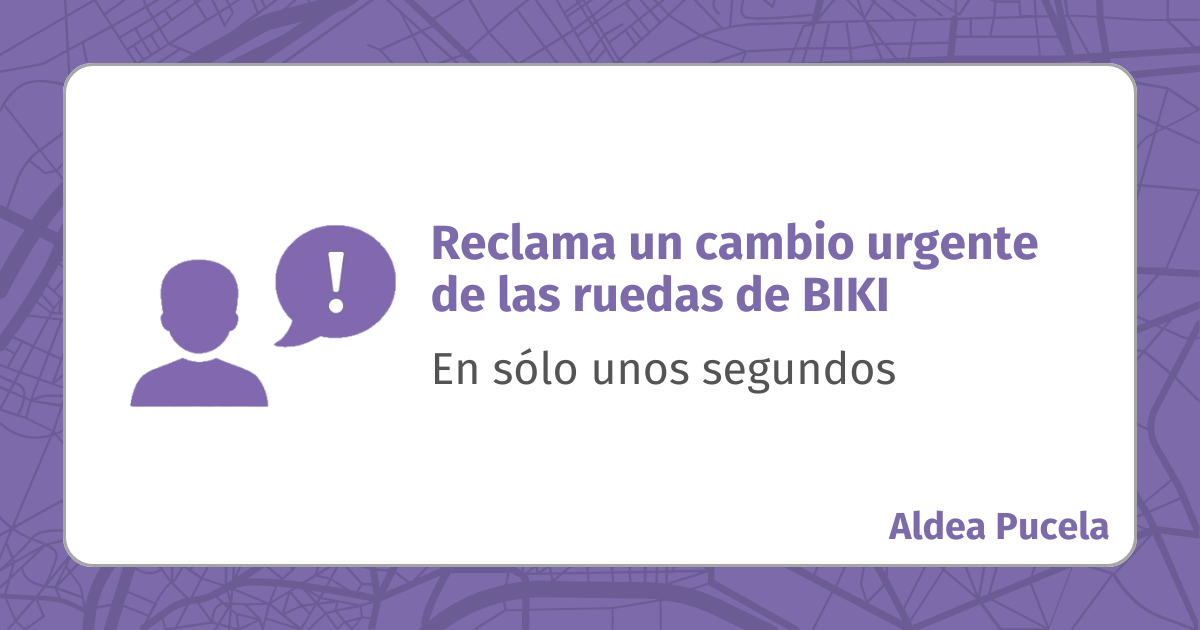 Reclama un cambio urgente
de las ruedas de BIKI
En sólo unos segundos
Aldea Pucela